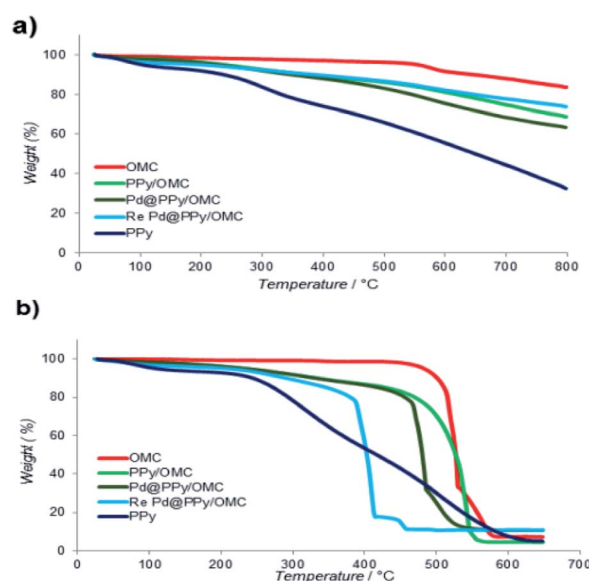 a)
Weight (%)
100
80
60
40
20
0
OMC
PPy/OMC
Pd@PPy/OMC
Re Pd@PPy/OMC
PPy
0 100 200 300 400 500 600 700 800
Temperature / °C
b)
Weight ( %)
100
80
60
40
20
0
OMC
PPy/OMC
Pd@PPy/OMC
Re Pd@PPy/OMC
PPy
0 100 200 300 400 500 600 700
Temperature / °C